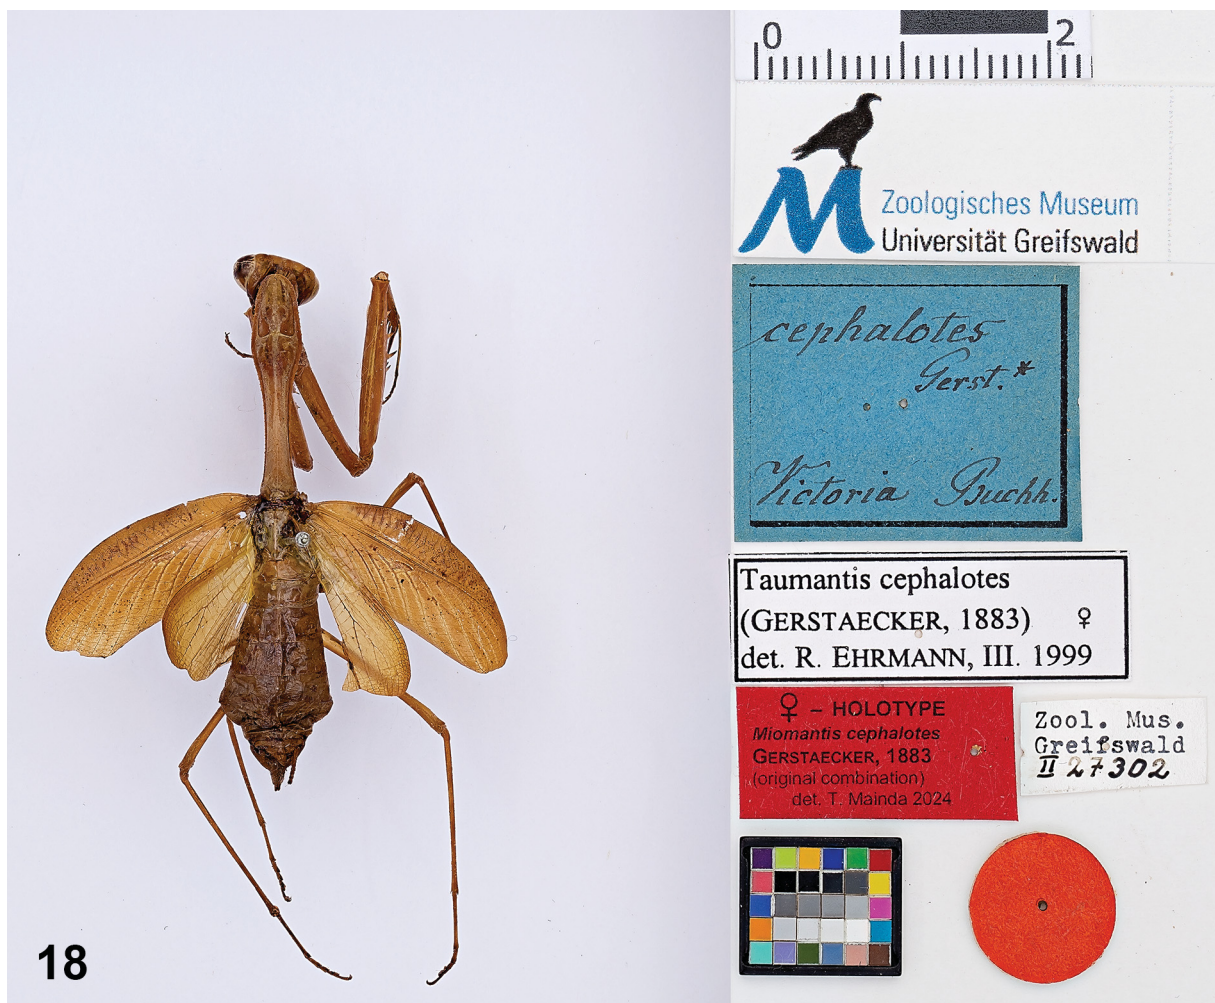 0 2
Zoologisches Museum
Universität Greifswald
cephalotes
Gerst.*
Victoria Buchh.
Taumantis cephalotes
(GERSTAECKER, 1883) ♀
det. R. EHRMANN, III. 1999
♀ – HOLOTYPE
Miomantis cephalotes
GERSTAECKER, 1883
(original combination)
det. T. Mainda 2024
Zool. Mus.
Greifswald
II 27302
18